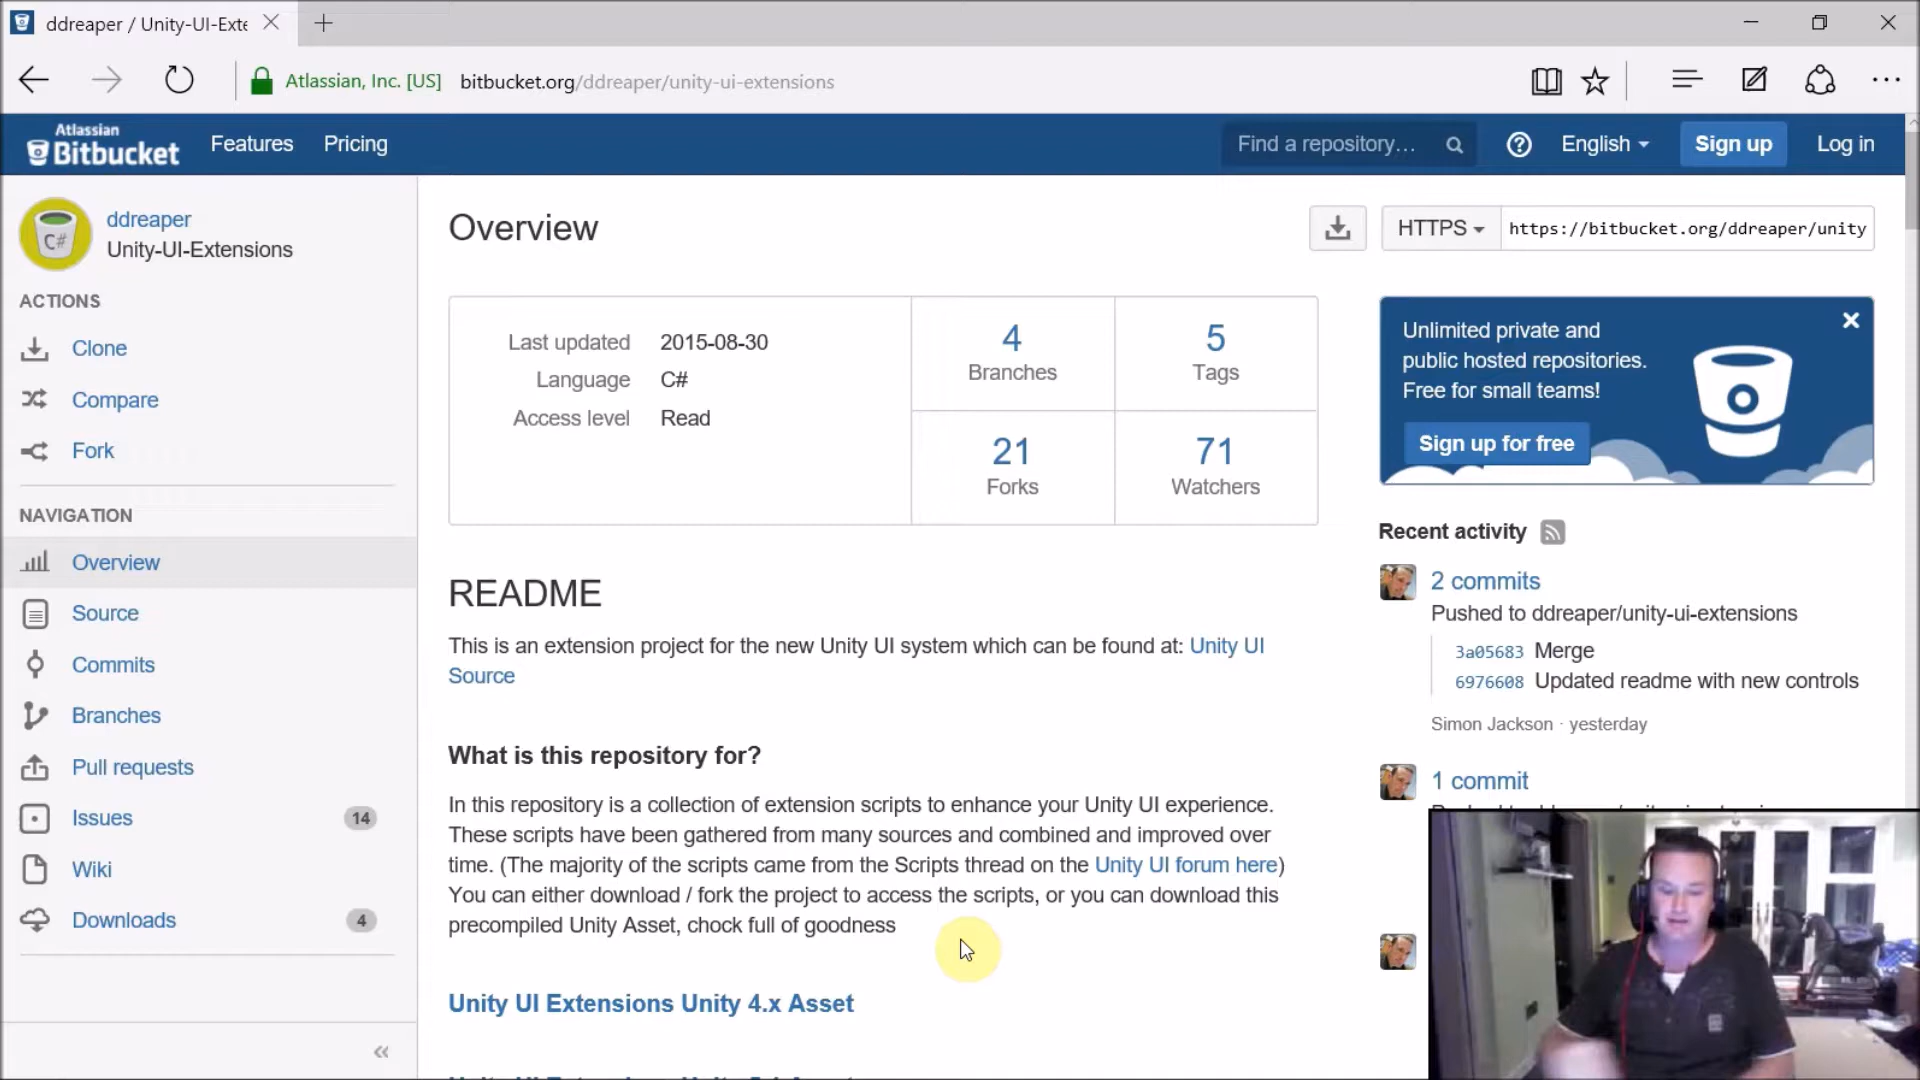 ddreaper / Unity-UI-Exte
Atlassian, Inc. [US] bitbucket.org/ddreaper/unity-ui-extensions
Atlassian
Bitbucket
Features
Pricing
Find a repository...
English
Sign up
Log in
C#
ddreaper
Unity-UI-Extensions
ACTIONS
Clone
Compare
Fork
NAVIGATION
Overview
Source
Commits
Branches
Pull requests
Issues 14
Wiki
Downloads 4
Overview
HTTPS
https://bitbucket.org/ddreaper/unity
Last updated 2015-08-30
Language C#
Access level Read
4
Branches
5
Tags
21
Forks
71
Watchers
README
This is an extension project for the new Unity UI system which can be found at: Unity UI
Source
What is this repository for?
In this repository is a collection of extension scripts to enhance your Unity UI experience.
These scripts have been gathered from many sources and combined and improved over
time. (The majority of the scripts came from the Scripts thread on the Unity UI forum here)
You can either download / fork the project to access the scripts, or you can download this
precompiled Unity Asset, chock full of goodness
Unity UI Extensions Unity 4.x Asset
Unlimited private and
public hosted repositories.
Free for small teams!
Sign up for free
Recent activity
2 commits
Pushed to ddreaper/unity-ui-extensions
3a05683 Merge
6976608 Updated readme with new controls
Simon Jackson · yesterday
1 commit